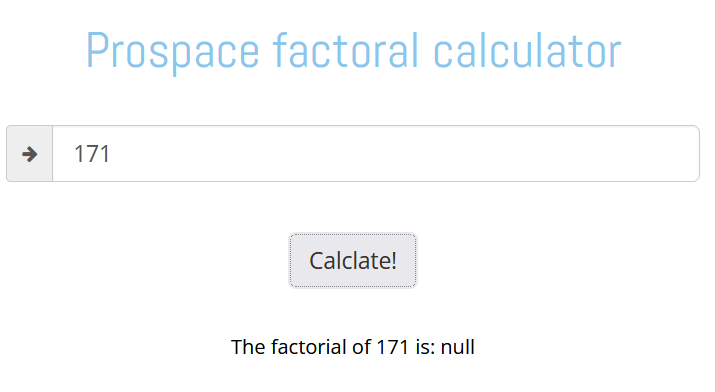 Prospace factoral calculator
171
Calclate!
The factorial of 171 is: null